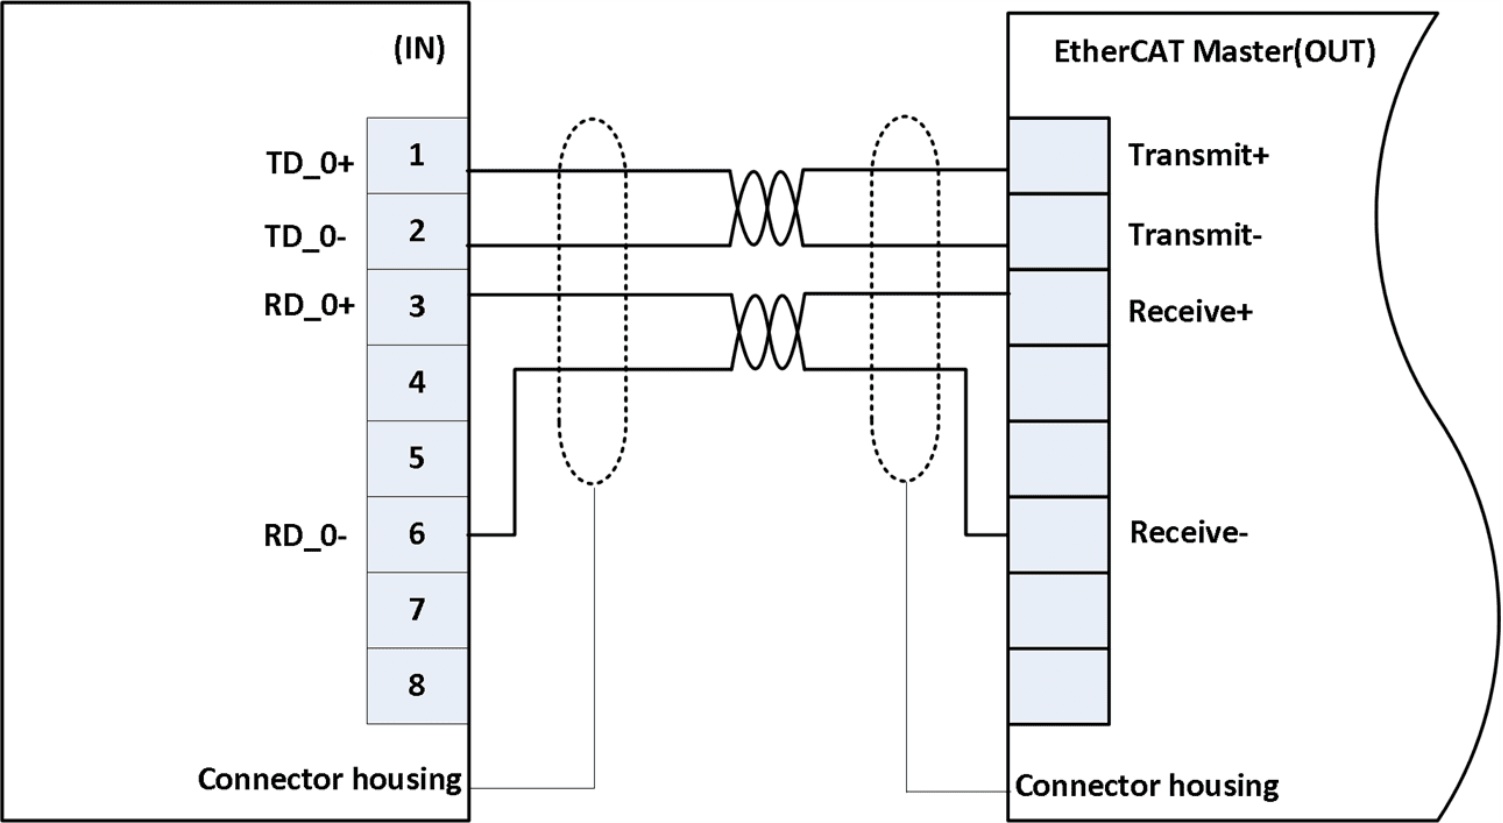 (IN)
EtherCAT Master(OUT)
TD_0+ 1 Transmit+
TD_0- 2 Transmit-
RD_0+ 3 Receive+
4
5
RD_0- 6 Receive-
7
8
Connector housing
Connector housing